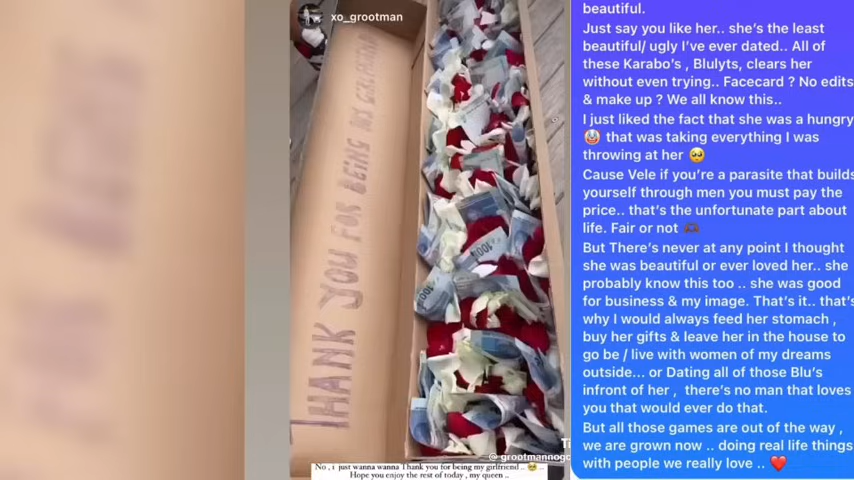 xo_grootman
THANK YOU FOR BEING MY GIRLFRIEND
No , i just wanna wanna Thank you for being my girlfriend ..🥹..
Hope you enjoy the rest of today , my queen ..
beautiful.
Just say you like her.. she's the least
beautiful/ ugly I've ever dated.. All of
these Karabo's , Blulyts, clears her
without even trying.. Facecard ? No edits
& make up ? We all know this..
I just liked the fact that she was a hungry
🤡 that was taking everything I was
throwing at her 🥺
Cause Vele if you're a parasite that builds
yourself through men you must pay the
price.. that's the unfortunate part about
life. Fair or not
But There's never at any point I thought
she was beautiful or ever loved her.. she
probably know this too .. she was good
for business & my image. That's it.. that's
why I would always feed her stomach ,
buy her gifts & leave her in the house to
go be / live with women of my dreams
outside... or Dating all of those Blu's
infront of her , there's no man that loves
you that would ever do that.
But all those games are out of the way ,
we are grown now .. doing real life things
with people we really love .. ❤️